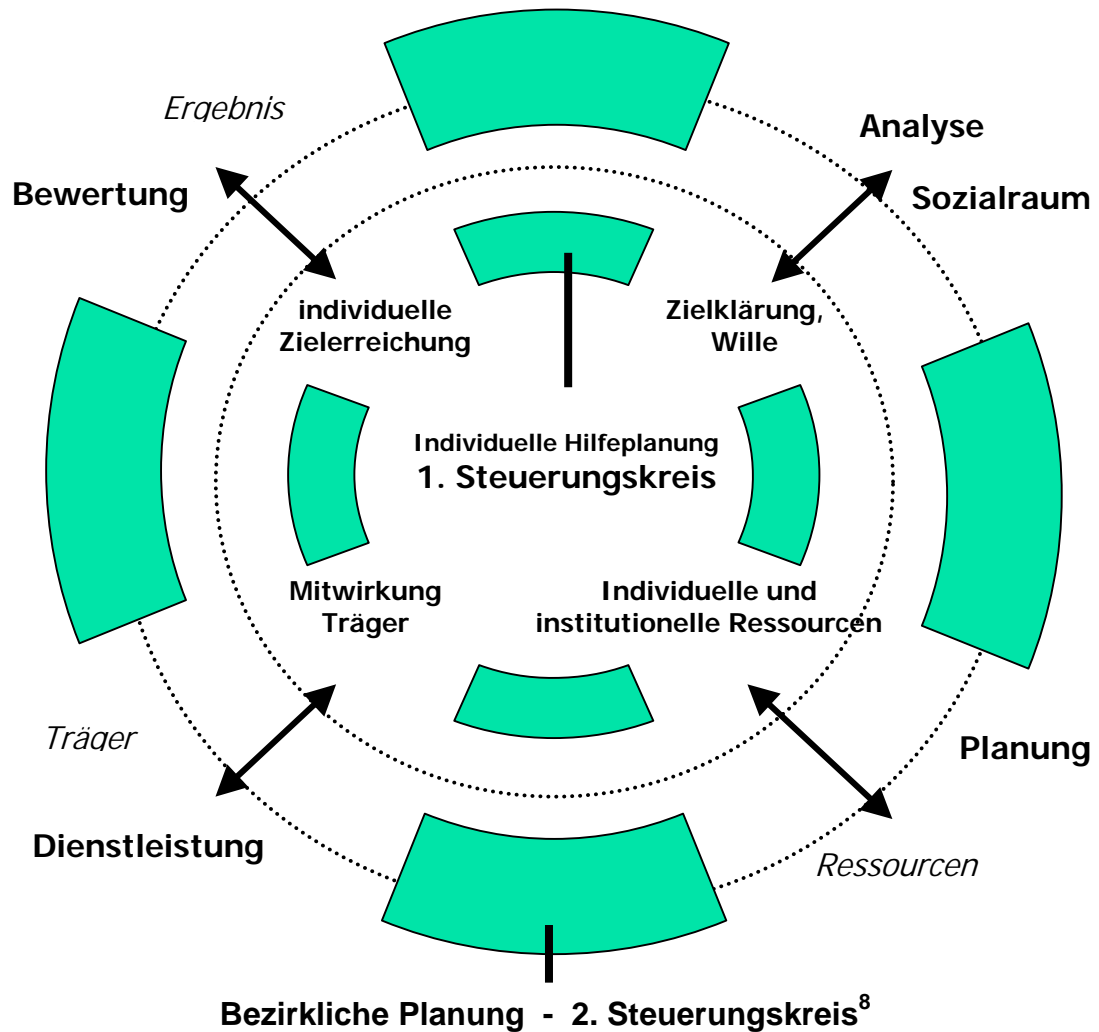 Ergebnis
Analyse
Bewertung
Sozialraum
individuelle
Zielerreichung
Zielklärung,
Wille
Individuelle Hilfeplanung
1. Steuerungskreis
Mitwirkung
Träger
Individuelle und
institutionelle Ressourcen
Träger
Planung
Dienstleistung
Ressourcen
Bezirkliche Planung - 2. Steuerungskreis⁸